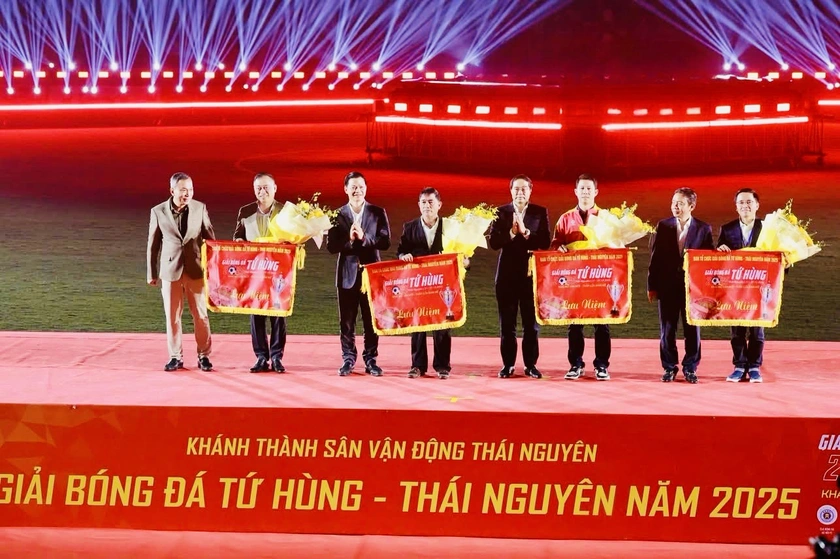 GIẢI BÓNG ĐÁ
TỨ HÙNG
Lưu Niệm
GIẢI BÓNG ĐÁ
TỨ HÙNG
Lưu Niệm
GIẢI BÓNG ĐÁ
TỨ HÙNG
Lưu Niệm
GIẢI BÓNG ĐÁ
TỨ HÙNG
Lưu Niệm
KHÁNH THÀNH SÂN VẬN ĐỘNG THÁI NGUYÊN
GIẢI BÓNG ĐÁ TỨ HÙNG - THÁI NGUYÊN NĂM 2025